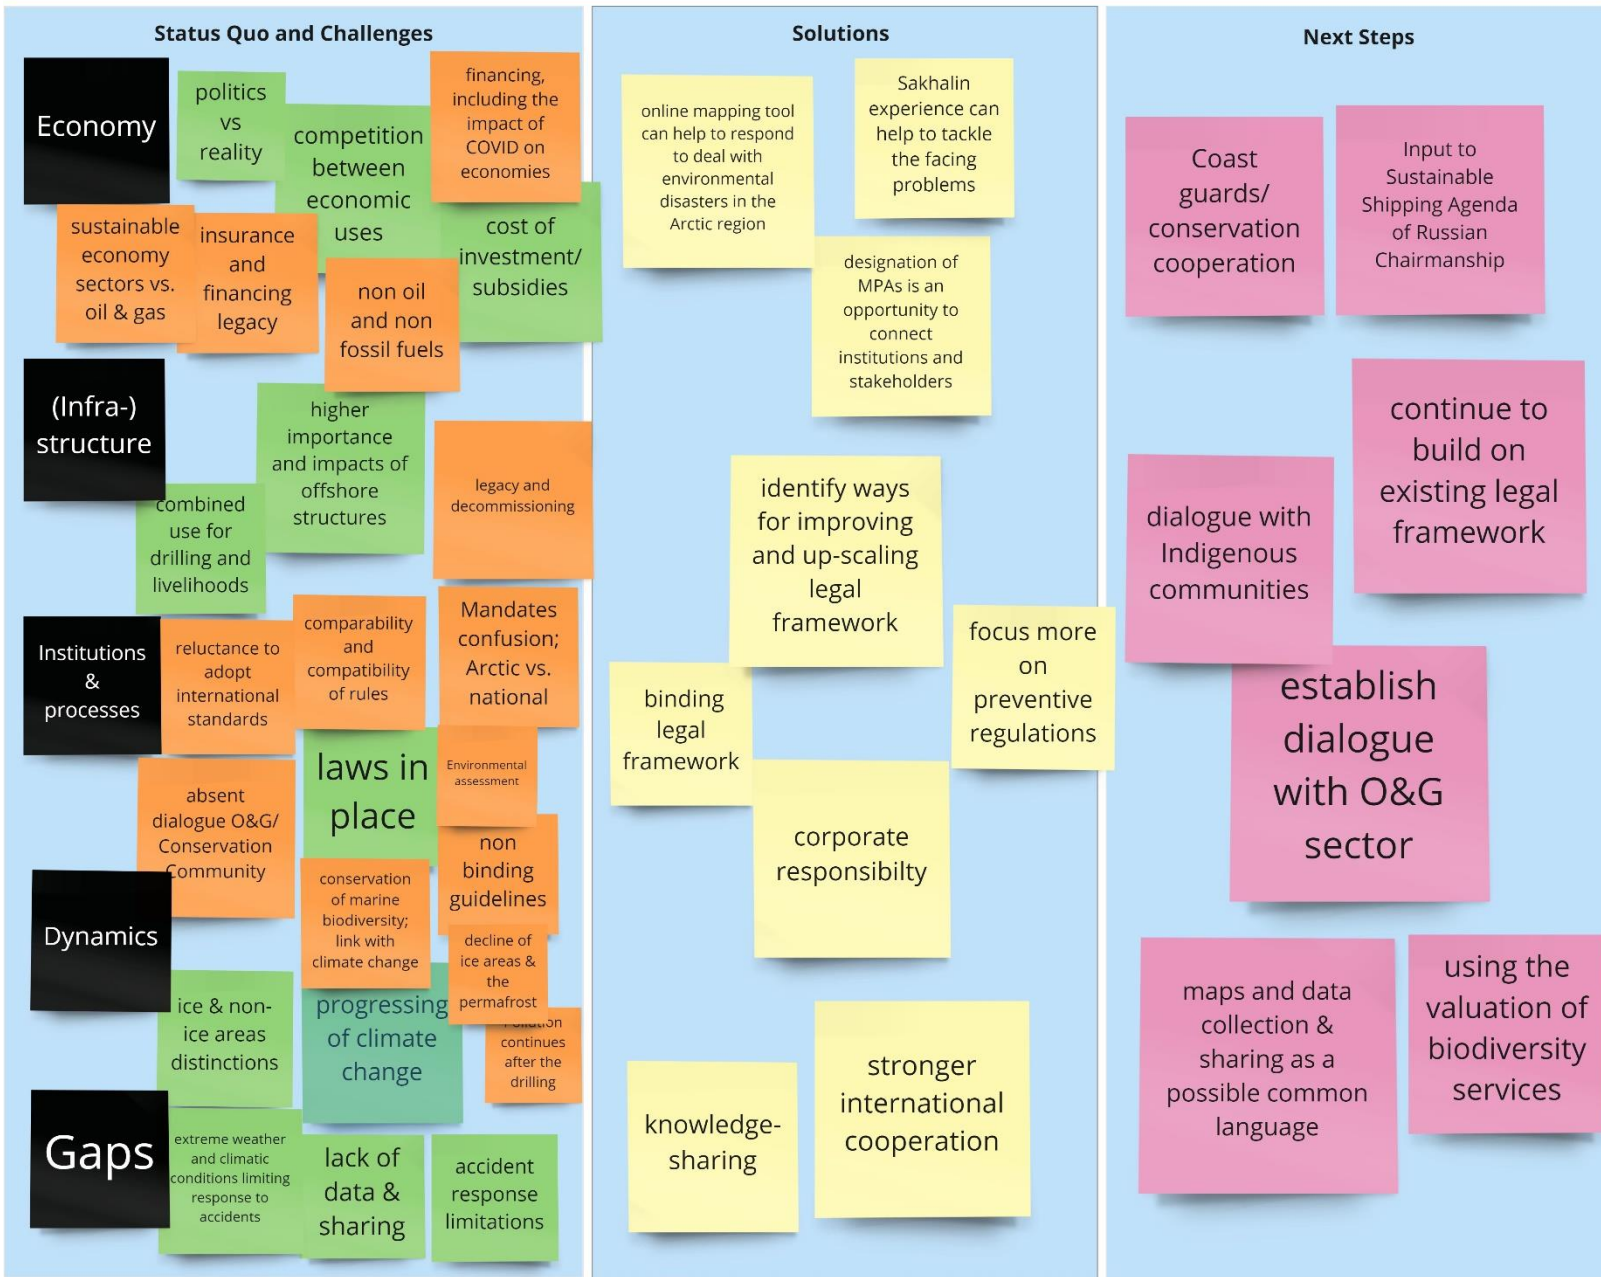 Status Quo and Challenges
Economy
politics
vs
reality
competition
between
economic
uses
financing,
including the
impact of
COVID on
economies
sustainable
economy
sectors vs.
oil & gas
insurance
and
financing
legacy
non oil
and non
fossil fuels
cost of
investment/
subsidies
(Infra-)
structure
higher
importance
and impacts of
offshore
structures
legacy and
decommissioning
combined
use for
drilling and
livelihoods
Institutions
&
processes
reluctance to
adopt
international
standards
comparability
and
compatibility
of rules
Mandates
confusion;
Arctic vs.
national
absent
dialogue O&G/
Conservation
Community
laws in
place
Environmental
assessment
non
binding
guidelines
Dynamics
conservation
of marine
biodiversity;
link with
climate change
decline of
ice areas &
the
permafrost
ice & non-
ice areas
distinctions
progressing
of climate
change
Pollution
continues
after the
drilling
Gaps
extreme weather
and climatic
conditions limiting
response to
accidents
lack of
data &
sharing
accident
response
limitations
Solutions
online mapping tool
can help to respond
to deal with
environmental
disasters in the
Arctic region
Sakhalin
experience can
help to tackle
the facing
problems
designation of
MPAs is an
opportunity to
connect
institutions and
stakeholders
identify ways
for improving
and up-scaling
legal
framework
focus more
on
preventive
regulations
binding
legal
framework
corporate
responsibilty
knowledge-
sharing
stronger
international
cooperation
Next Steps
Coast
guards/
conservation
cooperation
Input to
Sustainable
Shipping Agenda
of Russian
Chairmanship
continue to
build on
existing legal
framework
dialogue with
Indigenous
communities
establish
dialogue
with O&G
sector
maps and data
collection &
sharing as a
possible common
language
using the
valuation of
biodiversity
services